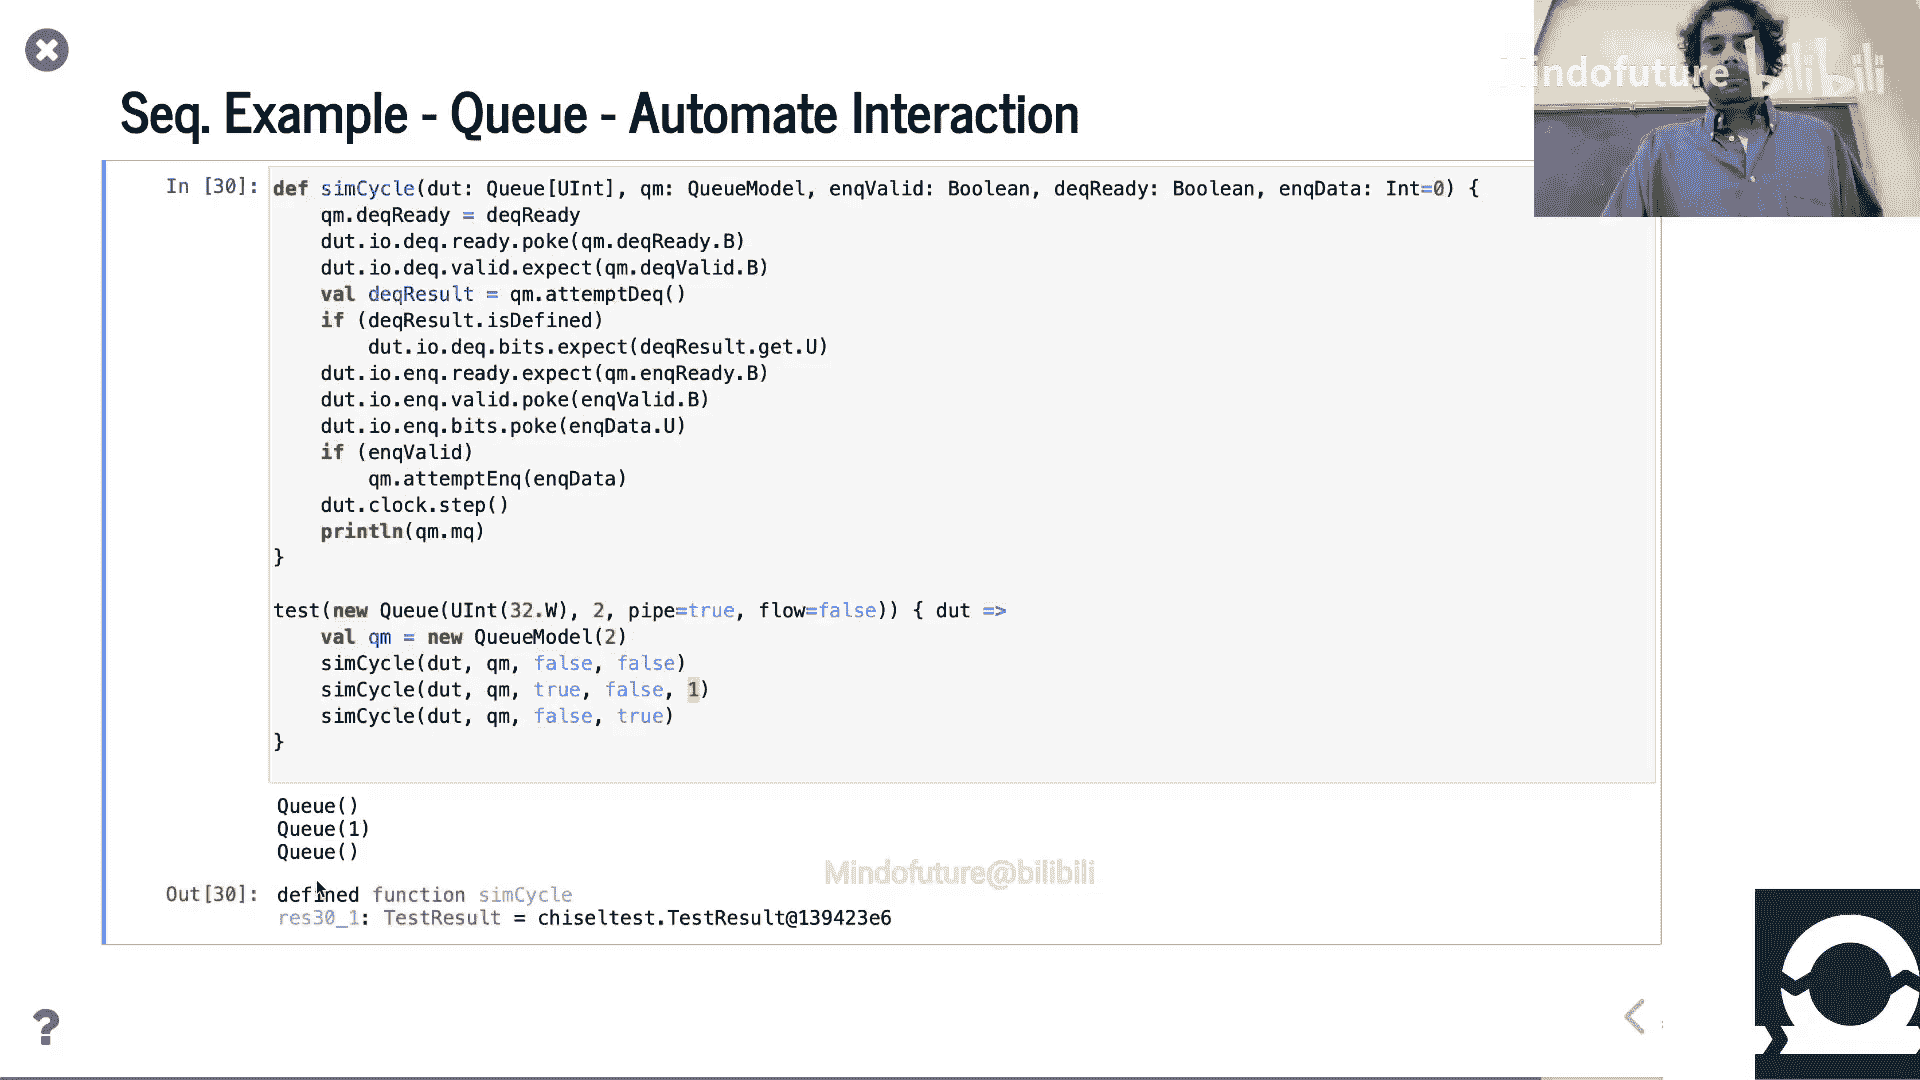 Mindofuture bilibili
Seq. Example - Queue - Automate Interaction
In [30]: def simCycle(dut: Queue[UInt], qm: QueueModel, enqValid: Boolean, deqReady: Boolean, enqData: Int=0) {
    qm.deqReady = deqReady
    dut.io.deq.ready.poke(qm.deqReady.B)
    dut.io.deq.valid.expect(qm.deqValid.B)
    val deqResult = qm.attemptDeq()
    if (deqResult.isDefined)
        dut.io.deq.bits.expect(deqResult.get.U)
    dut.io.enq.ready.expect(qm.enqReady.B)
    dut.io.enq.valid.poke(enqValid.B)
    dut.io.enq.bits.poke(enqData.U)
    if (enqValid)
        qm.attemptEnq(enqData)
    dut.clock.step()
    println(qm.mq)
}
test(new Queue(UInt(32.W), 2, pipe=true, flow=false)) { dut =>
    val qm = new QueueModel(2)
    simCycle(dut, qm, false, false)
    simCycle(dut, qm, true, false, 1)
    simCycle(dut, qm, false, true)
}
Queue()
Queue(1)
Queue()
Mindofuture@bilibili
Out[30]: defined function simCycle
res30_1: TestResult = chiseltest.TestResult@139423e6
?